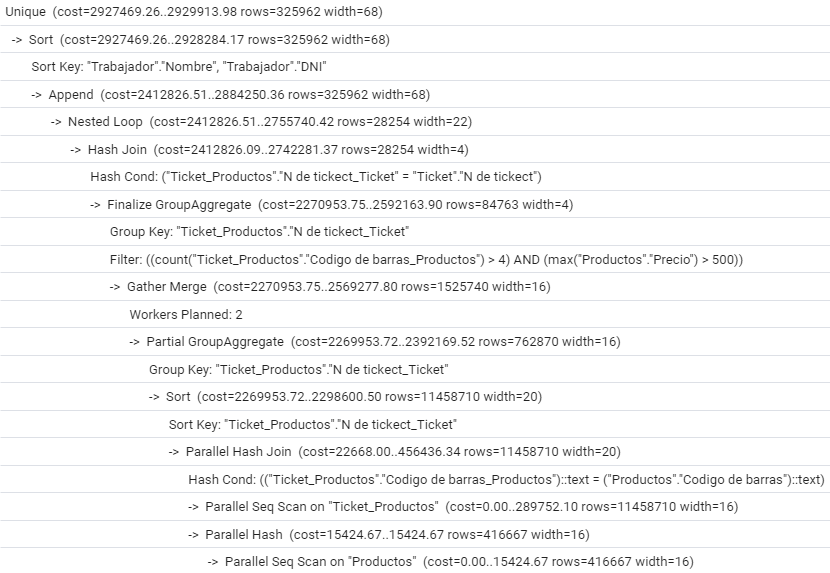 Unique (cost=2927469.26..2929913.98 rows=325962 width=68)
-> Sort (cost=2927469.26..2928284.17 rows=325962 width=68)
Sort Key: "Trabajador"."Nombre", "Trabajador"."DNI"
-> Append (cost=2412826.51..2884250.36 rows=325962 width=68)
-> Nested Loop (cost=2412826.51..2755740.42 rows=28254 width=22)
-> Hash Join (cost=2412826.09..2742281.37 rows=28254 width=4)
Hash Cond: ("Ticket_Productos"."N de tickect_Ticket" = "Ticket"."N de tickect")
-> Finalize GroupAggregate (cost=2270953.75..2592163.90 rows=84763 width=4)
Group Key: "Ticket_Productos"."N de tickect_Ticket"
Filter: ((count("Ticket_Productos"."Codigo de barras_Productos") > 4) AND (max("Productos"."Precio") > 500))
-> Gather Merge (cost=2270953.75..2569277.80 rows=1525740 width=16)
Workers Planned: 2
-> Partial GroupAggregate (cost=2269953.72..2392169.52 rows=762870 width=16)
Group Key: "Ticket_Productos"."N de tickect_Ticket"
-> Sort (cost=2269953.72..2298600.50 rows=11458710 width=20)
Sort Key: "Ticket_Productos"."N de tickect_Ticket"
-> Parallel Hash Join (cost=22668.00..456436.34 rows=11458710 width=20)
Hash Cond: (("Ticket_Productos"."Codigo de barras_Productos")::text = ("Productos"."Codigo de barras")::text)
-> Parallel Seq Scan on "Ticket_Productos" (cost=0.00..289752.10 rows=11458710 width=16)
-> Parallel Hash (cost=15424.67..15424.67 rows=416667 width=16)
-> Parallel Seq Scan on "Productos" (cost=0.00..15424.67 rows=416667 width=16)